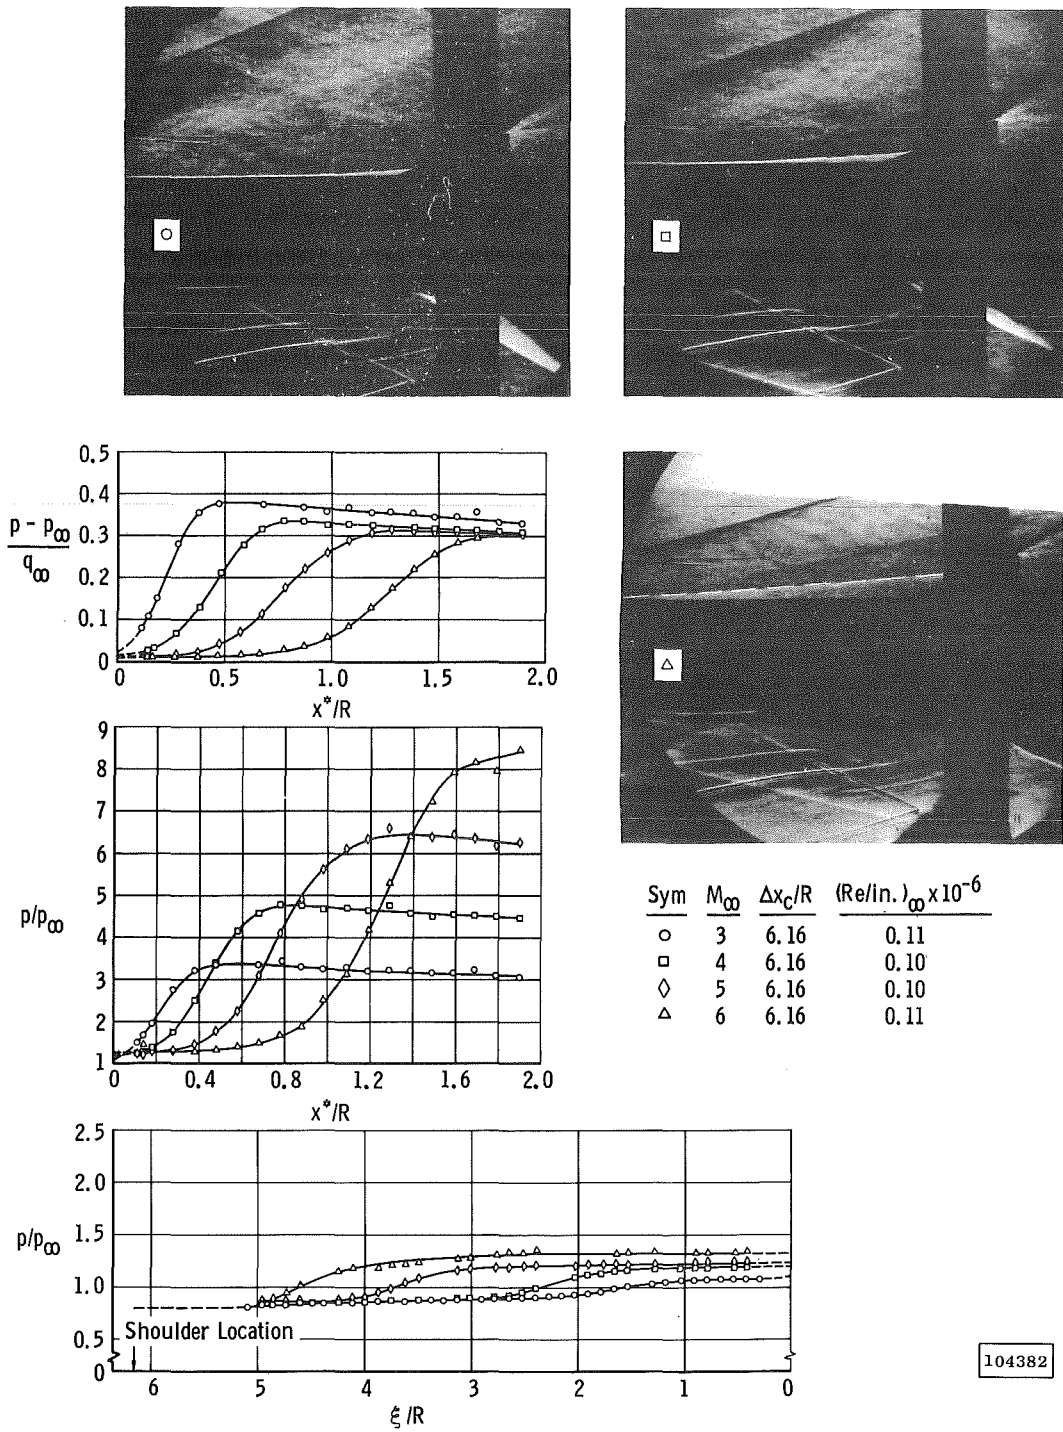 0.5
0.4
0.3
0.2
0.1
0
p - p∞
q∞
0 0.5 1.0 1.5 2.0
x*/R
9
8
7
6
5
4
3
2
1
p/p∞
0 0.4 0.8 1.2 1.6 2.0
x*/R
Sym M∞ Δx_c/R (Re/in.)∞ x 10⁻⁶
○ 3 6.16 0.11
□ 4 6.16 0.10
◇ 5 6.16 0.10
△ 6 6.16 0.11
2.5
2.0
1.5
1.0
0.5
0
p/p∞
Shoulder Location
6 5 4 3 2 1 0
ξ/R
104382